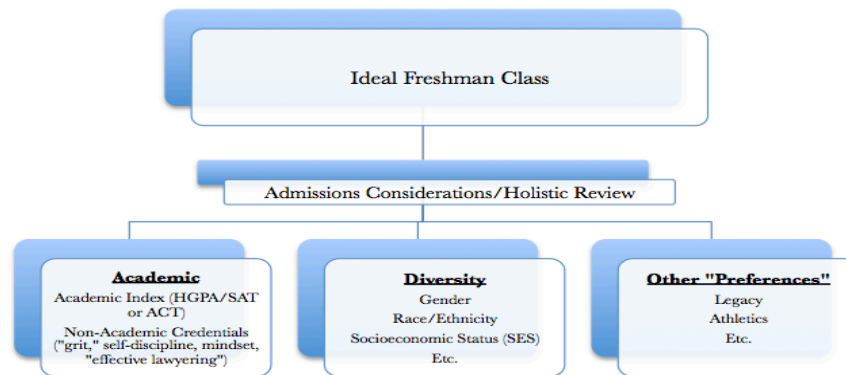 Ideal Freshman Class
Admissions Considerations/Holistic Review
Academic
Academic Index (HGPA/SAT
or ACT)
Non-Academic Credentials
("grit," self-discipline, mindset,
"effective lawyering")
Diversity
Gender
Race/Ethnicity
Socioeconomic Status (SES)
Etc.
Other "Preferences"
Legacy
Athletics
Etc.